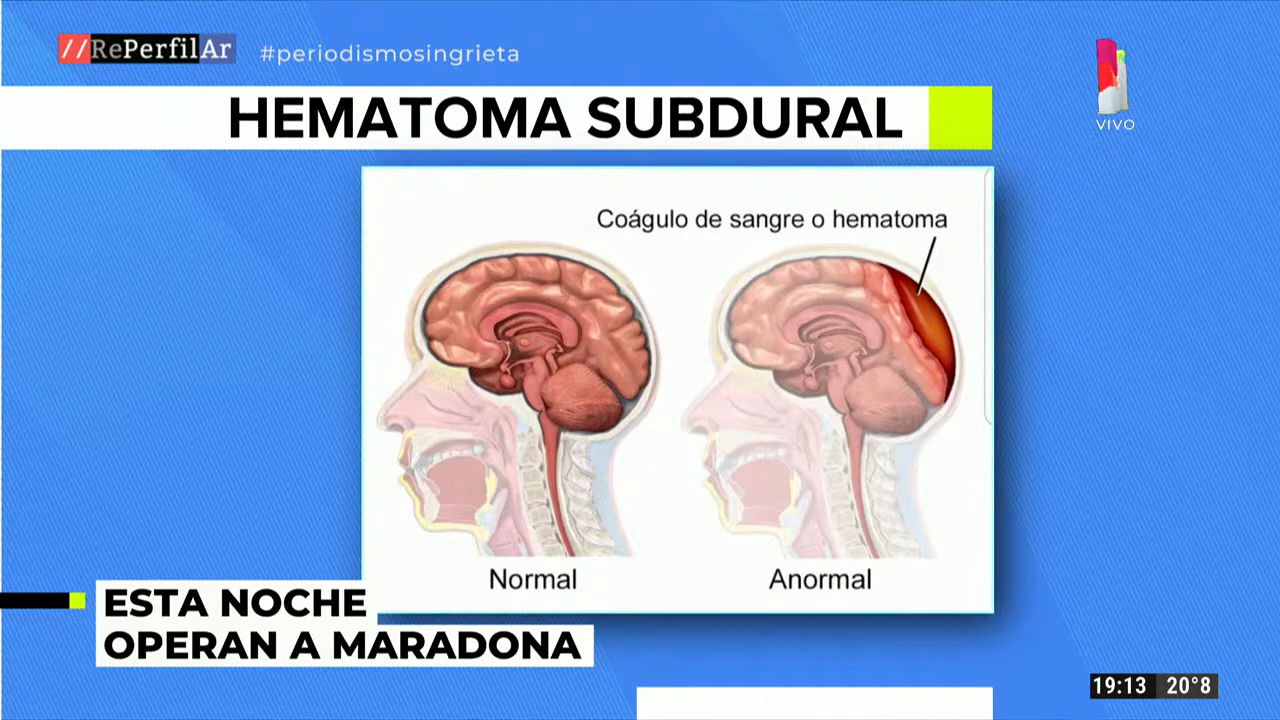 //RePerfilAr
#periodismosingrieta
VIVO
HEMATOMA SUBDURAL
Coágulo de sangre o hematoma
Normal
Anormal
ESTA NOCHE
OPERAN A MARADONA
19:13 20°8